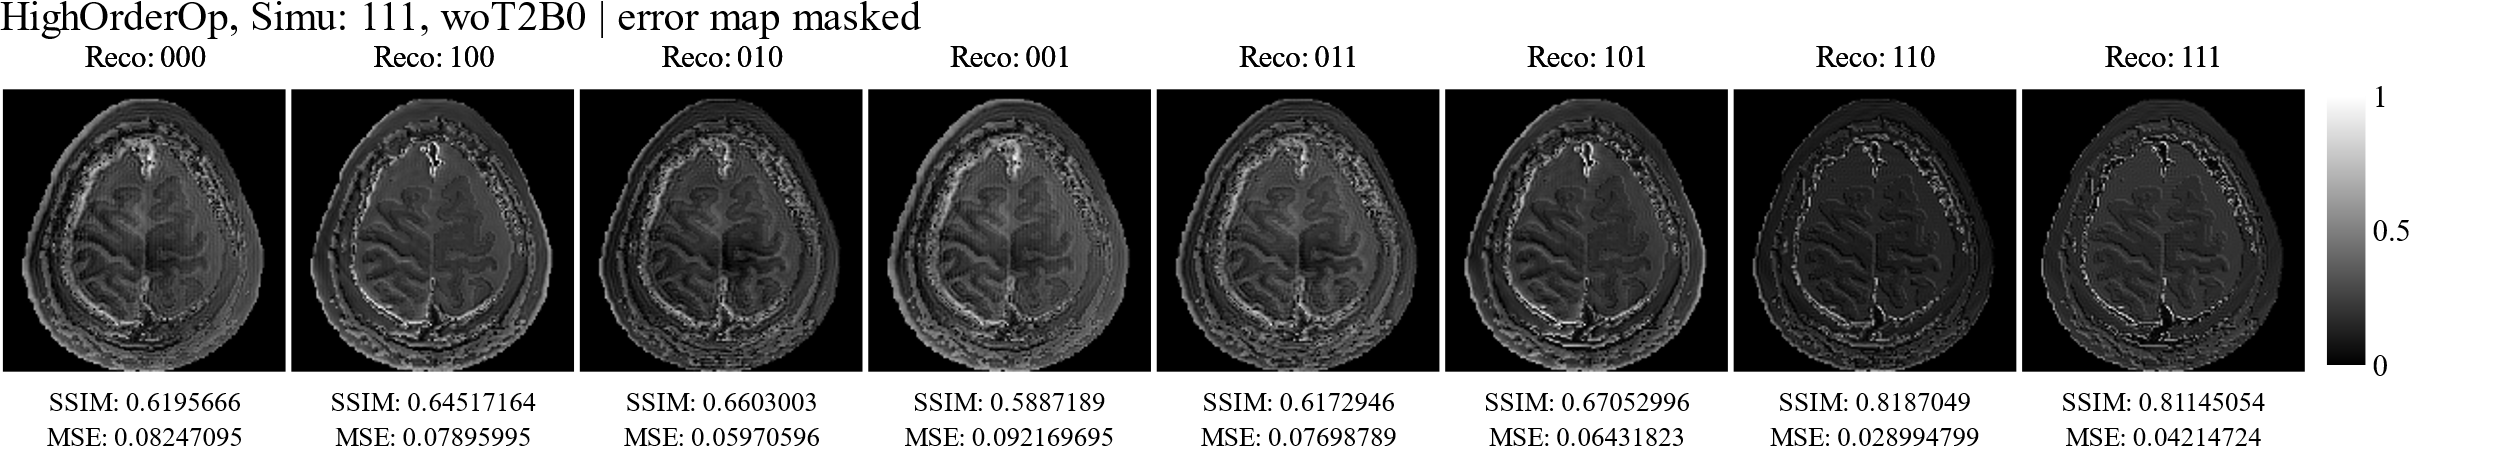 HighOrderOp, Simu: 111, woT2B0 | error map masked
Reco: 000 Reco: 100 Reco: 010 Reco: 001 Reco: 011 Reco: 101 Reco: 110 Reco: 111
1
0.5
0
SSIM: 0.6195666 SSIM: 0.64517164 SSIM: 0.6603003 SSIM: 0.5887189 SSIM: 0.6172946 SSIM: 0.67052996 SSIM: 0.8187049 SSIM: 0.81145054
MSE: 0.08247095 MSE: 0.07895995 MSE: 0.05970596 MSE: 0.092169695 MSE: 0.07698789 MSE: 0.06431823 MSE: 0.028994799 MSE: 0.04214724